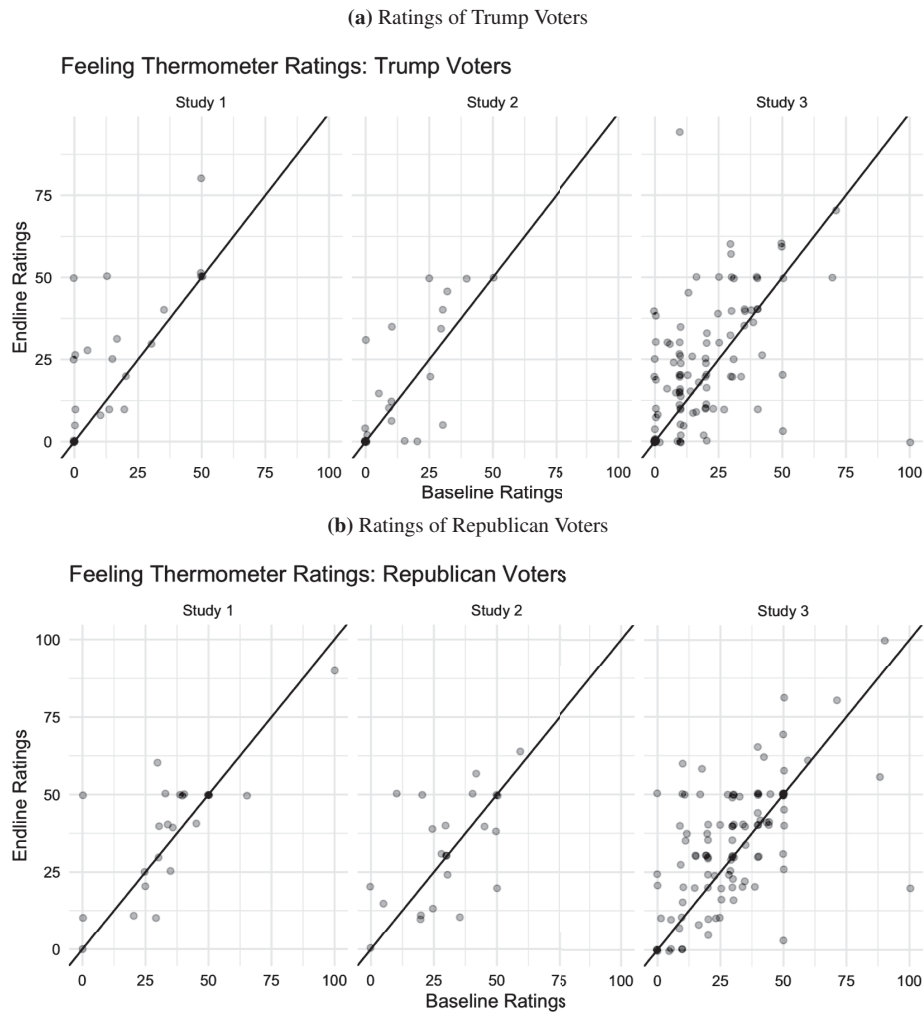 (a) Ratings of Trump Voters
Feeling Thermometer Ratings: Trump Voters
Study 1 Study 2 Study 3
Endline Ratings
75
50
25
0
0 25 50 75 100 0 25 50 75 100 0 25 50 75 100
Baseline Ratings
(b) Ratings of Republican Voters
Feeling Thermometer Ratings: Republican Voters
Study 1 Study 2 Study 3
Endline Ratings
100
75
50
25
0
0 25 50 75 100 0 25 50 75 100 0 25 50 75 100
Baseline Ratings